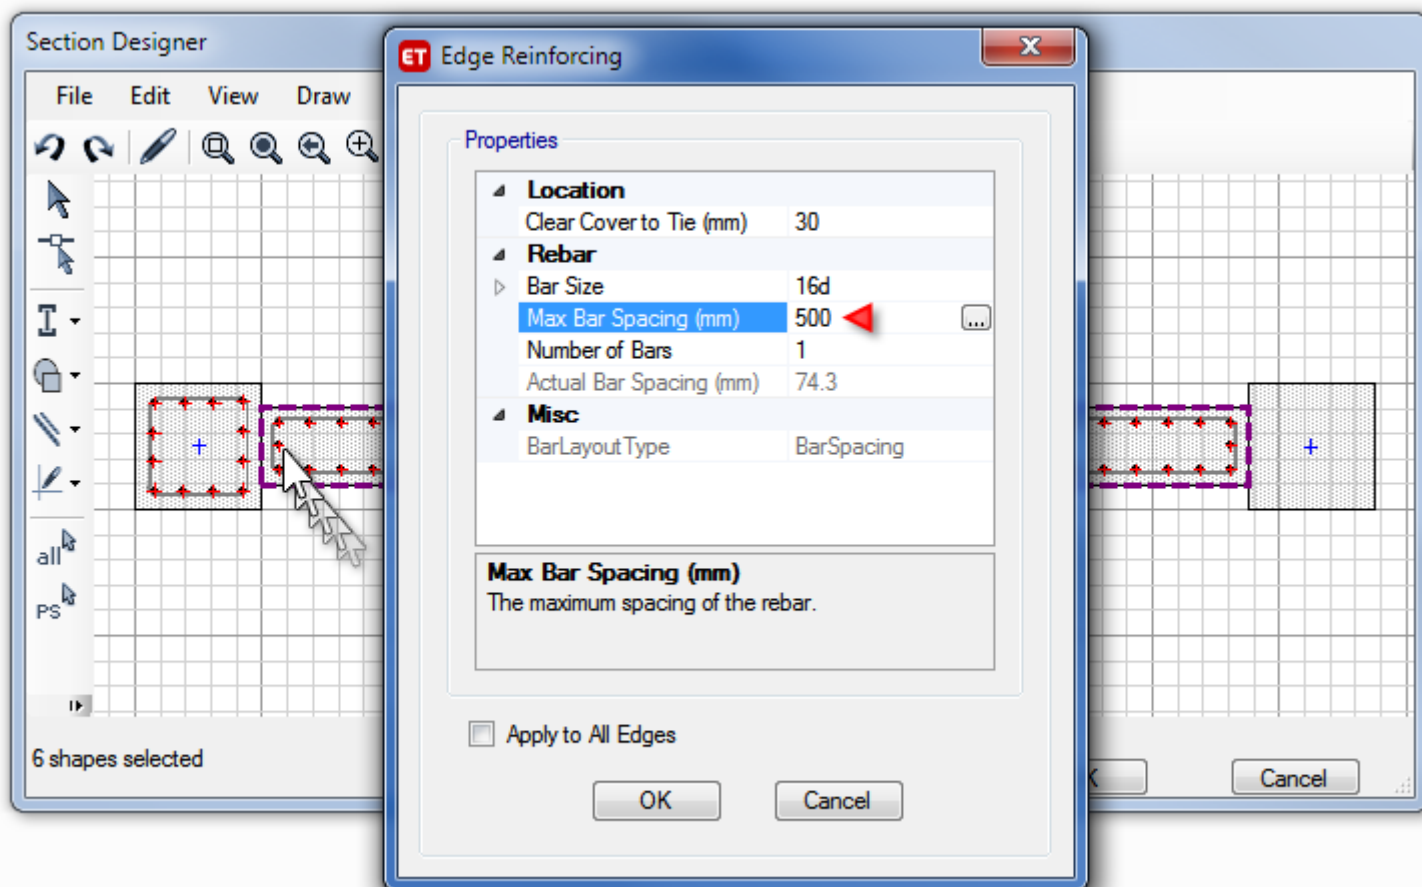 Section Designer
File Edit View Draw
all
PS
6 shapes selected
Cancel
ET Edge Reinforcing
Properties
Location
Clear Cover to Tie (mm) 30
Rebar
Bar Size 16d
Max Bar Spacing (mm) 500 ...
Number of Bars 1
Actual Bar Spacing (mm) 74.3
Misc
BarLayoutType BarSpacing
Max Bar Spacing (mm)
The maximum spacing of the rebar.
Apply to All Edges
OK Cancel